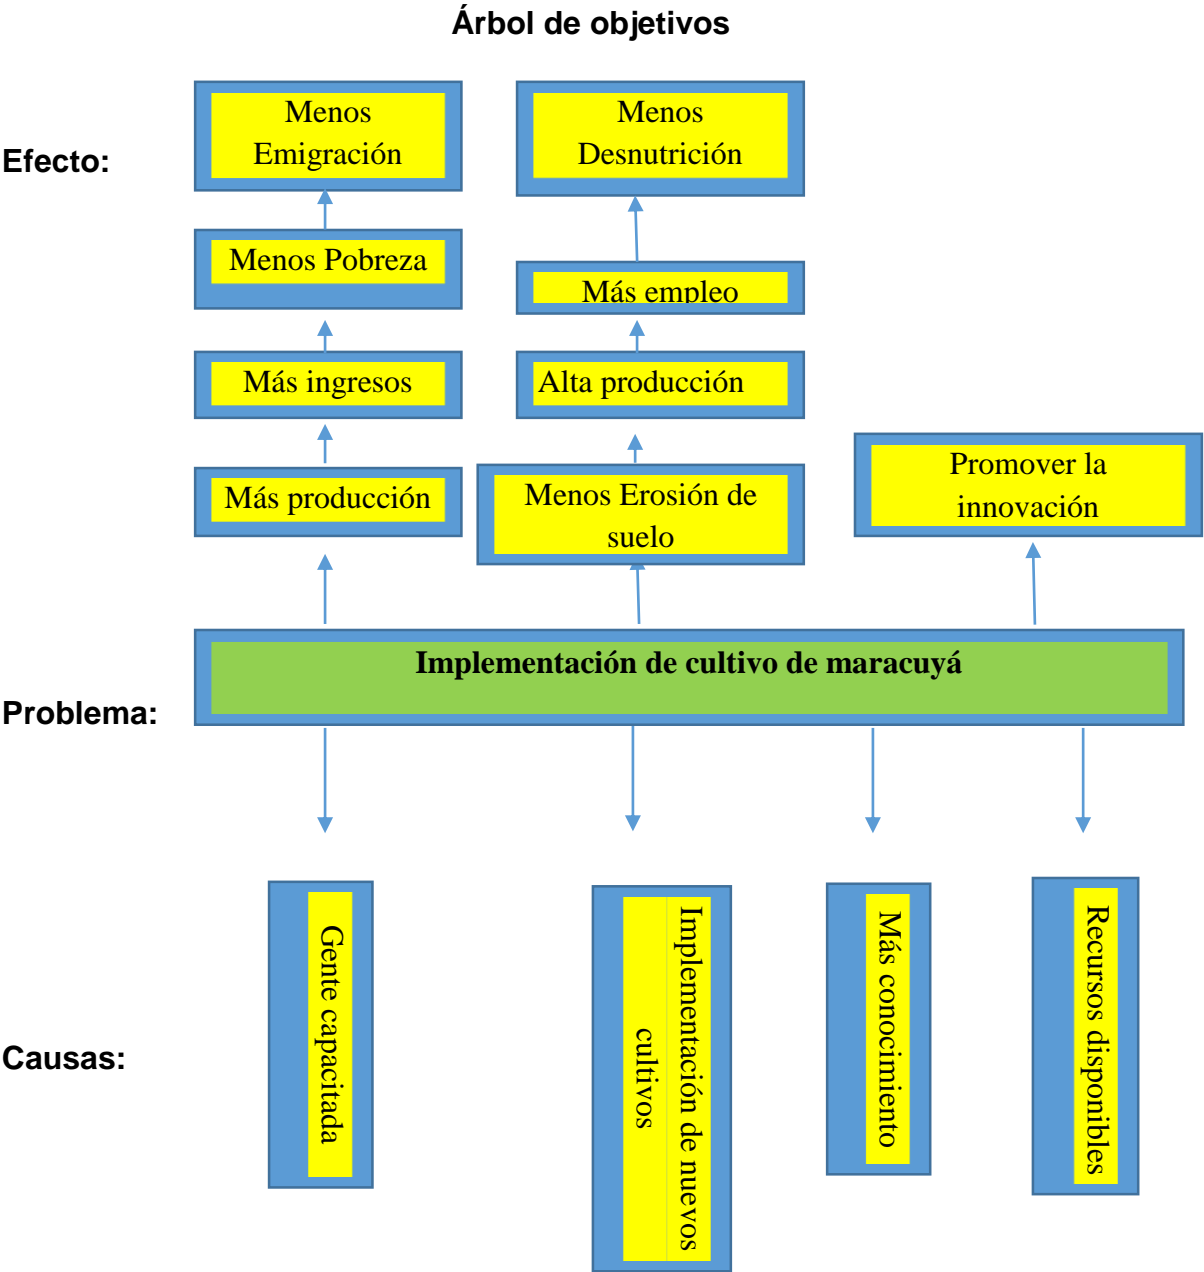 Árbol de objetivos
Menos
Emigración
Menos
Desnutrición
Efecto:
Menos Pobreza
Más empleo
Más ingresos
Alta producción
Más producción
Menos Erosión de
suelo
Promover la
innovación
Implementación de cultivo de maracuyá
Problema:
Gente capacitada
Implementación de nuevos
cultivos
Más conocimiento
Recursos disponibles
Causas: